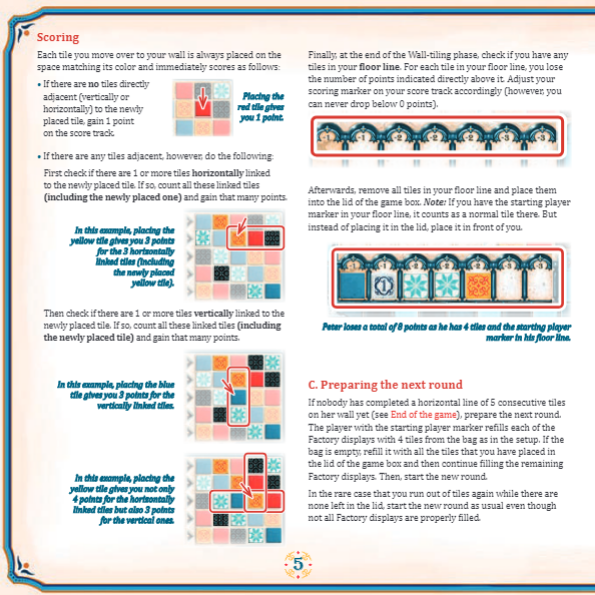 Scoring
Each tile you move over to your wall is always placed on the
space matching its color and immediately scores as follows:
• If there are no tiles directly
adjacent (vertically or
horizontally) to the newly
placed tile, gain 1 point
on the score track.
Placing the
red tile gives
you 1 point.
• If there are any tiles adjacent, however, do the following:
First check if there are 1 or more tiles horizontally linked
to the newly placed tile. If so, count all these linked tiles
(including the newly placed one) and gain that many points.
In this example, placing the
yellow tile gives you 3 points
for the 3 horizontally
linked tiles (including
the newly placed
yellow tile).
Then check if there are 1 or more tiles vertically linked to the
newly placed tile. If so, count all these linked tiles (including
the newly placed tile) and gain that many points.
In this example, placing the blue
tile gives you 3 points for the
vertically linked tiles.
In this example, placing the
yellow tile gives you not only
4 points for the horizontally
linked tiles but also 3 points
for the vertical ones.
Finally, at the end of the Wall-tiling phase, check if you have any
tiles in your floor line. For each tile in your floor line, you lose
the number of points indicated directly above it. Adjust your
scoring marker on your score track accordingly (however, you
can never drop below 0 points).
-1 -1 -2 -2 -2 -3 -3
Afterwards, remove all tiles in your floor line and place them
into the lid of the game box. Note: If you have the starting player
marker in your floor line, it counts as a normal tile there. But
instead of placing it in the lid, place it in front of you.
-1 -1 -2 -2 -2 -3 -3
1
Peter loses a total of 8 points as he has 4 tiles and the starting player
marker in his floor line.
C. Preparing the next round
If nobody has completed a horizontal line of 5 consecutive tiles
on her wall yet (see End of the game), prepare the next round.
The player with the starting player marker refills each of the
Factory displays with 4 tiles from the bag as in the setup. If the
bag is empty, refill it with all the tiles that you have placed in
the lid of the game box and then continue filling the remaining
Factory displays. Then, start the new round.
In the rare case that you run out of tiles again while there are
none left in the lid, start the new round as usual even though
not all Factory displays are properly filled.
5